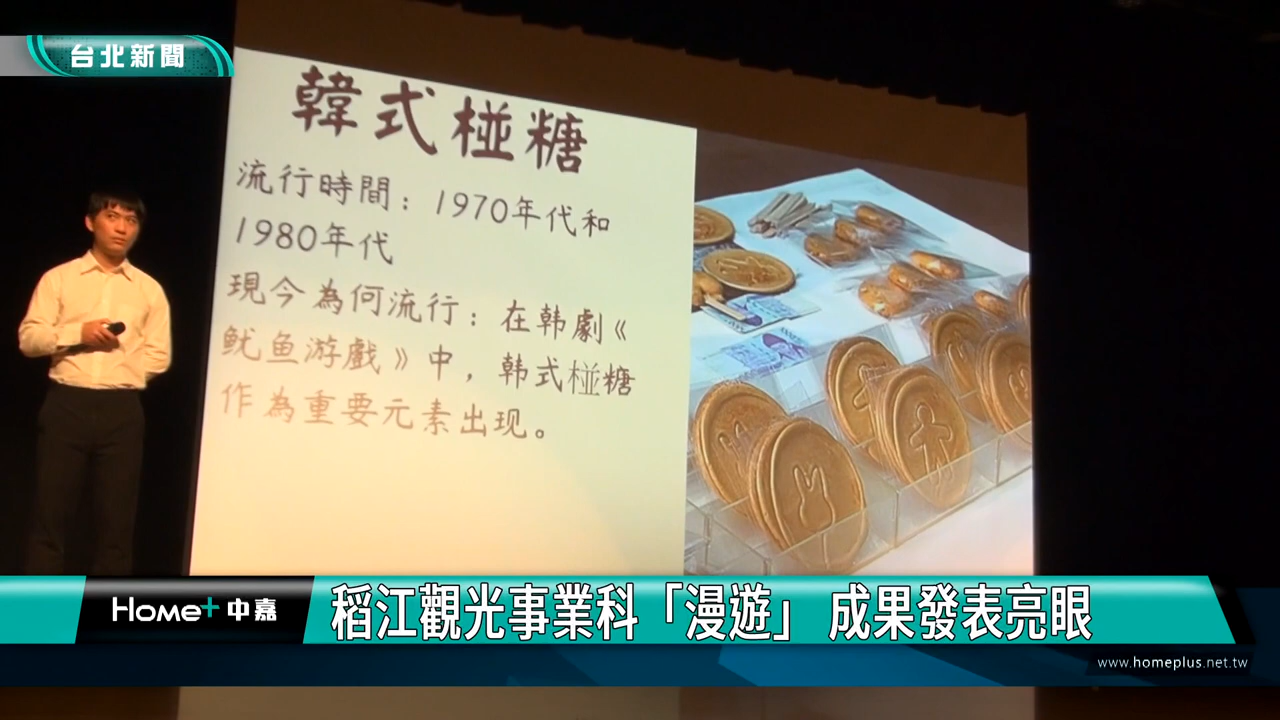 台北新聞
韓式椪糖
流行時間：1970年代和
1980年代
現今為何流行：在韩劇《
鱿鱼游戲》中，韩式椪糖
作為重要元素出现。
Home+中嘉
稻江觀光事業科「漫遊」 成果發表亮眼
www.homeplus.net.tw